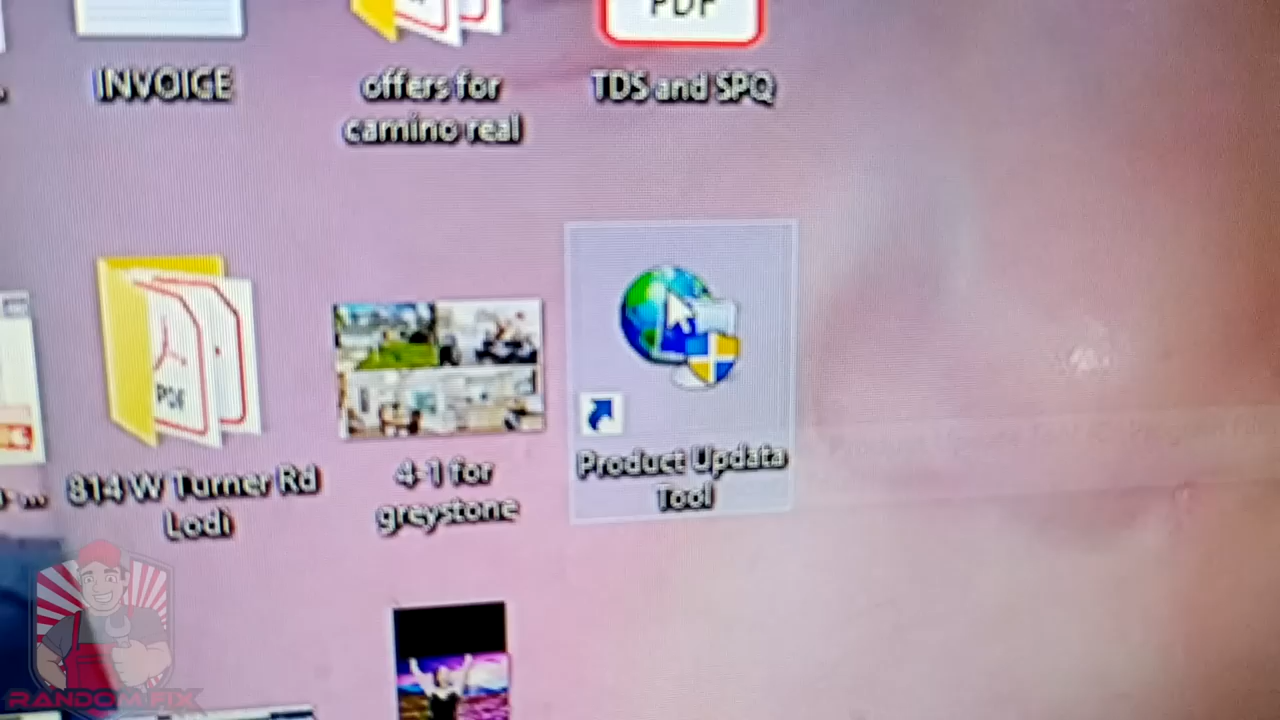 INVOICE
offers for
camino real
PDF
TDS and SPQ
PDF
814 W Turner Rd
Lodi
4-1 for
greystone
Product Updata
Tool
RANDOM FIX